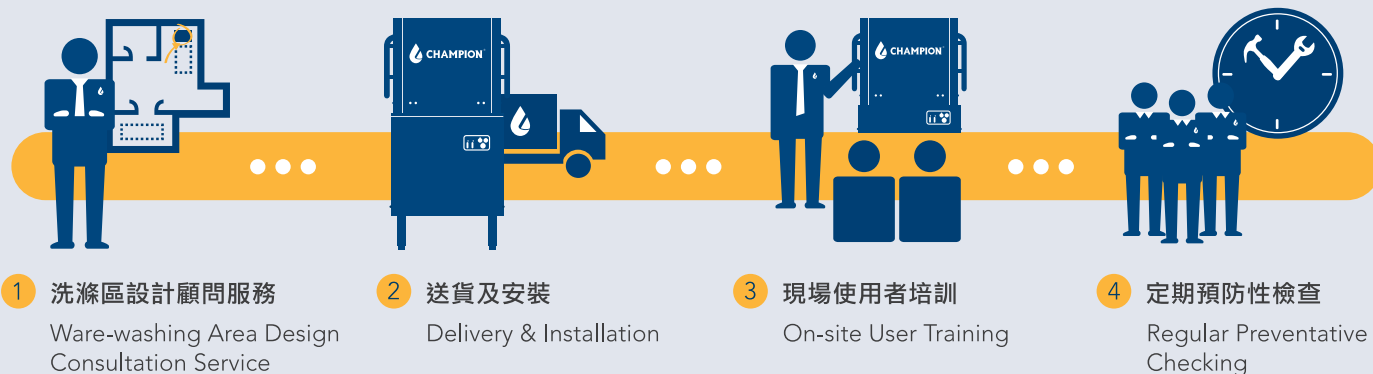 CHAMPION
CHAMPION
1 洗滌區設計顧問服務
Ware-washing Area Design
Consultation Service
2 送貨及安裝
Delivery & Installation
3 現場使用者培訓
On-site User Training
4 定期預防性檢查
Regular Preventative
Checking